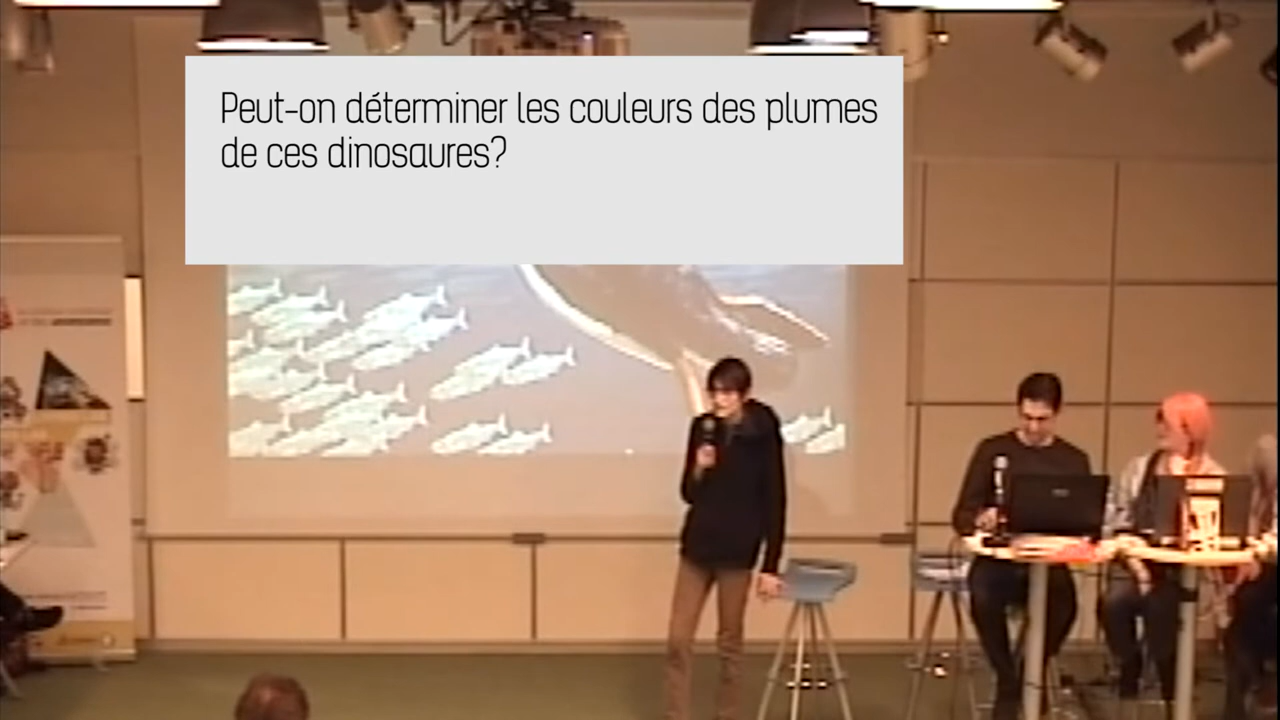 Peut-on déterminer les couleurs des plumes
de ces dinosaures?